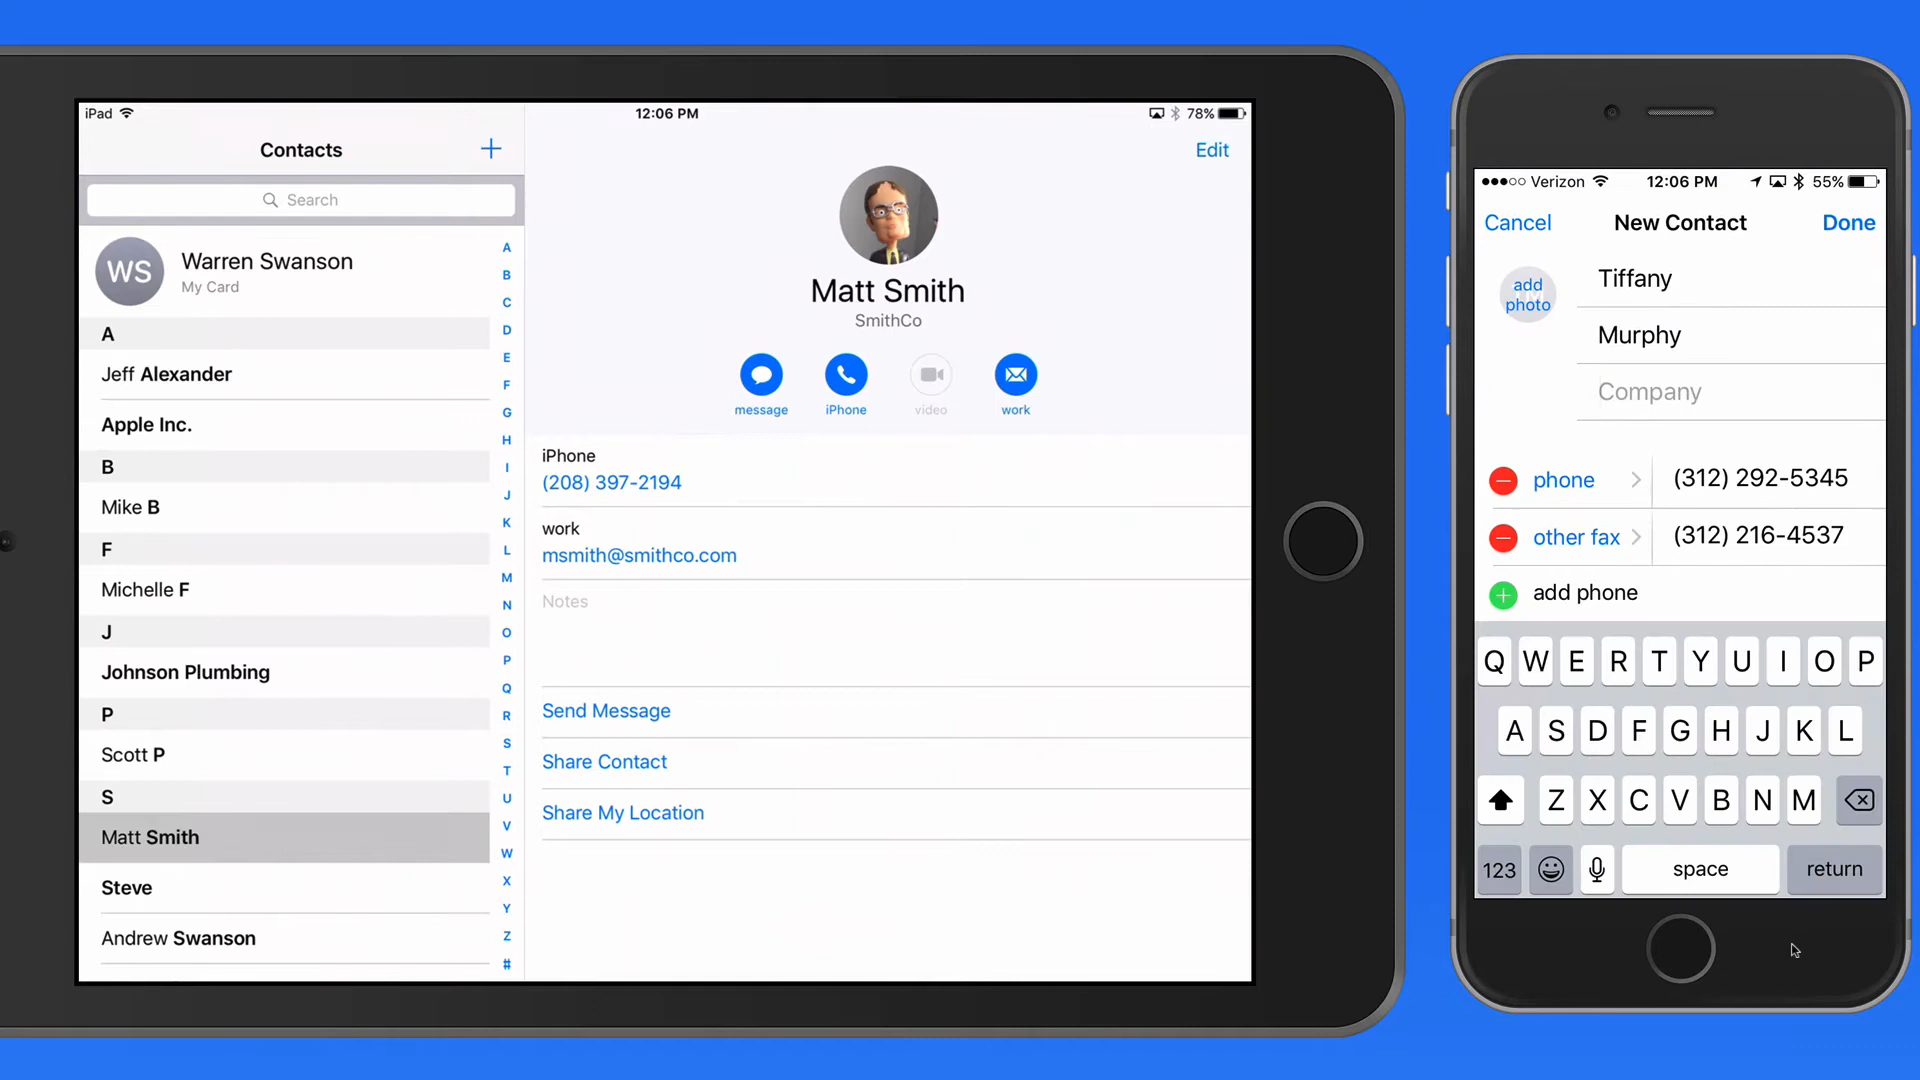 iPad
12:06 PM
78%
Contacts
+
Edit
Search
WS
Warren Swanson
My Card
A
Jeff Alexander
Apple Inc.
B
Mike B
F
Michelle F
J
Johnson Plumbing
P
Scott P
S
Matt Smith
Steve
Andrew Swanson
A
B
C
D
E
F
G
H
I
J
K
L
M
N
O
P
Q
R
S
T
U
V
W
X
Y
Z
#
Matt Smith
SmithCo
message iPhone video work
iPhone
(208) 397-2194
work
msmith@smithco.com
Notes
Send Message
Share Contact
Share My Location
Verizon 12:06 PM 55%
Cancel New Contact Done
add
photo
Tiffany
Murphy
Company
phone (312) 292-5345
other fax (312) 216-4537
add phone
Q W E R T Y U I O P
A S D F G H J K L
Z X C V B N M
123 space return